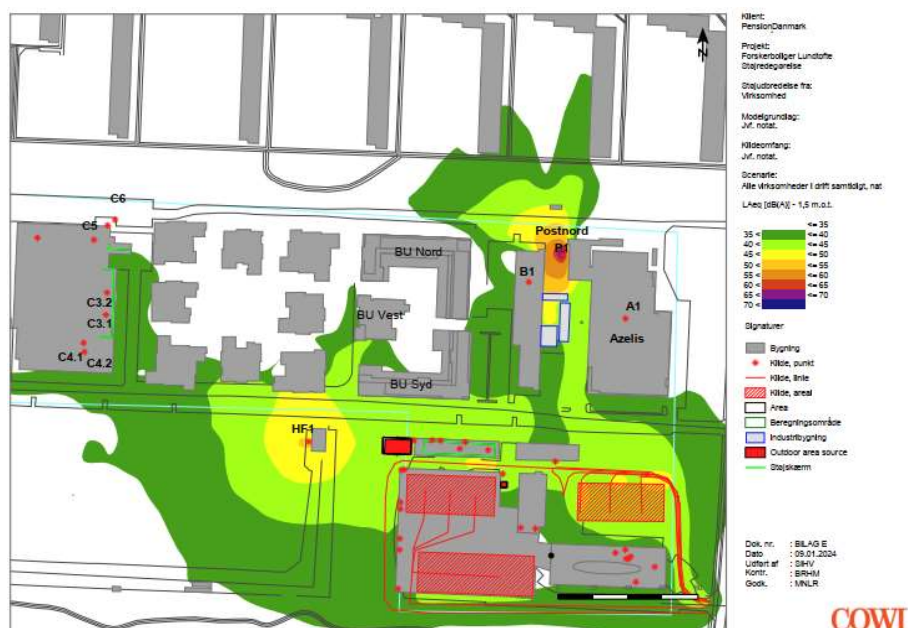 Klient:
PensionDanmark
Projekt:
Forskerboliger Lundtofte
Støjredegørelse
Støjudbredelse fra:
Virksomhed
Modelgrundlag:
Jvf. notat.
Kildeomfang:
Jvf. notat.
Scenarie:
Alle virksomheder i drift samtidigt, nat
LAeq [dB(A)] - 1,5 m.o.t.
<= 35
35 < <= 40
40 < <= 45
45 < <= 50
50 < <= 55
55 < <= 60
60 < <= 65
65 < <= 70
70 <
Signaturer
Bygning
Kilde, punkt
Kilde, linie
Kilde, areal
Area
Beregningsområde
Industribygning
Outdoor area source
Støjskærm
Dok. nr. : BILAG E
Dato : 09.01.2024
Udført af : SIHV
Kontr. : BRHM
Godk. : MNLR
COWI
N
C6
C5
C3.2
C3.1
C4.1
C4.2
BU Nord
BU Vest
BU Syd
Postnord
P1
B1
A1
Azelis
HF1